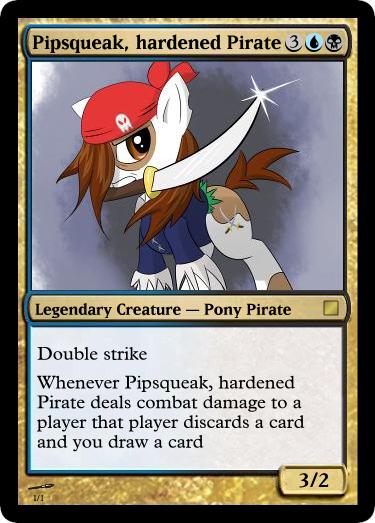 Pipsqueak, hardened Pirate 3
Legendary Creature — Pony Pirate
Double strike
Whenever Pipsqueak, hardened
Pirate deals combat damage to a
player that player discards a card
and you draw a card
3/2
1/1